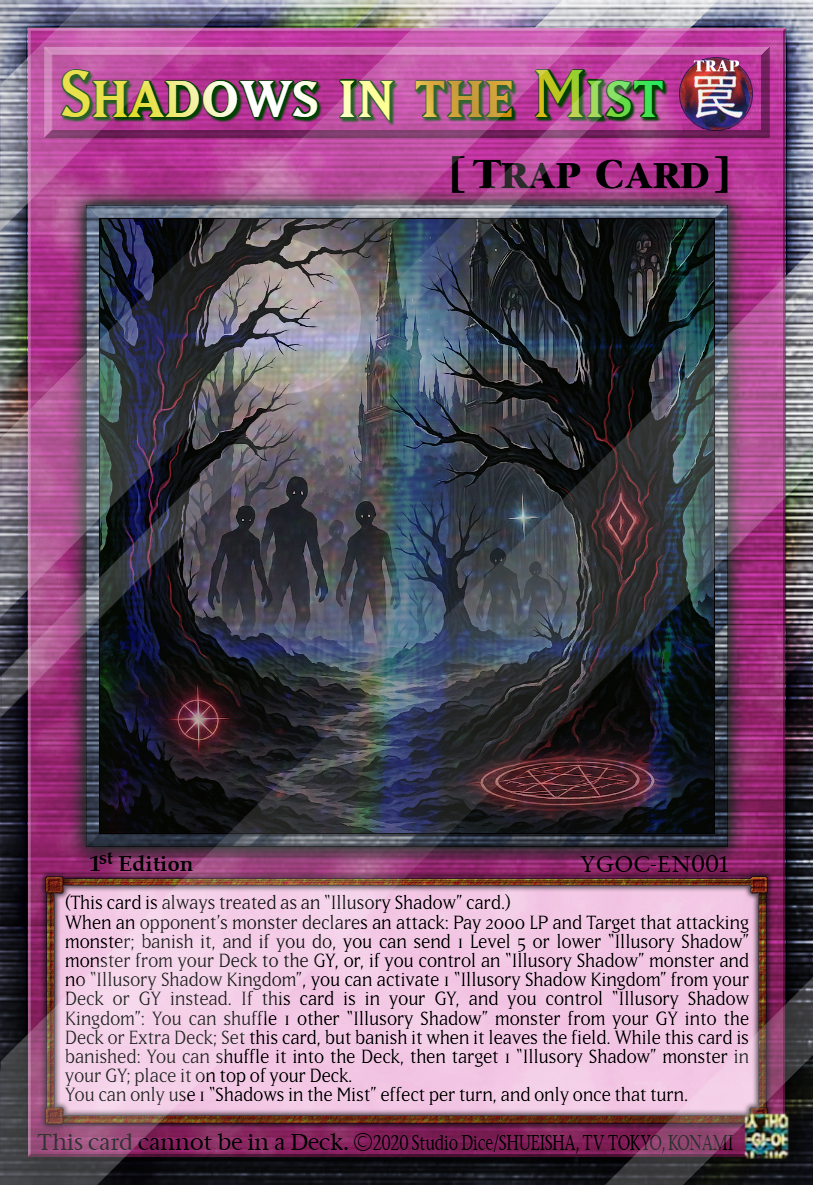 Shadows in the Mist
TRAP
罠
[Trap Card]
1st Edition
YGOC-EN001
(This card is always treated as an "Illusory Shadow" card.)
When an opponent's monster declares an attack: Pay 2000 LP and Target that attacking
monster; banish it, and if you do, you can send 1 Level 5 or lower "Illusory Shadow"
monster from your Deck to the GY, or, if you control an "Illusory Shadow" monster and
no "Illusory Shadow Kingdom", you can activate 1 "Illusory Shadow Kingdom" from your
Deck or GY instead. If this card is in your GY, and you control "Illusory Shadow
Kingdom": You can shuffle 1 other "Illusory Shadow" monster from your GY into the
Deck or Extra Deck; Set this card, but banish it when it leaves the field. While this card is
banished: You can shuffle it into the Deck, then target 1 "Illusory Shadow" monster in
your GY; place it on top of your Deck.
You can only use 1 "Shadows in the Mist" effect per turn, and only once that turn.
This card cannot be in a Deck. ©2020 Studio Dice/SHUEISHA, TV TOKYO, KONAMI